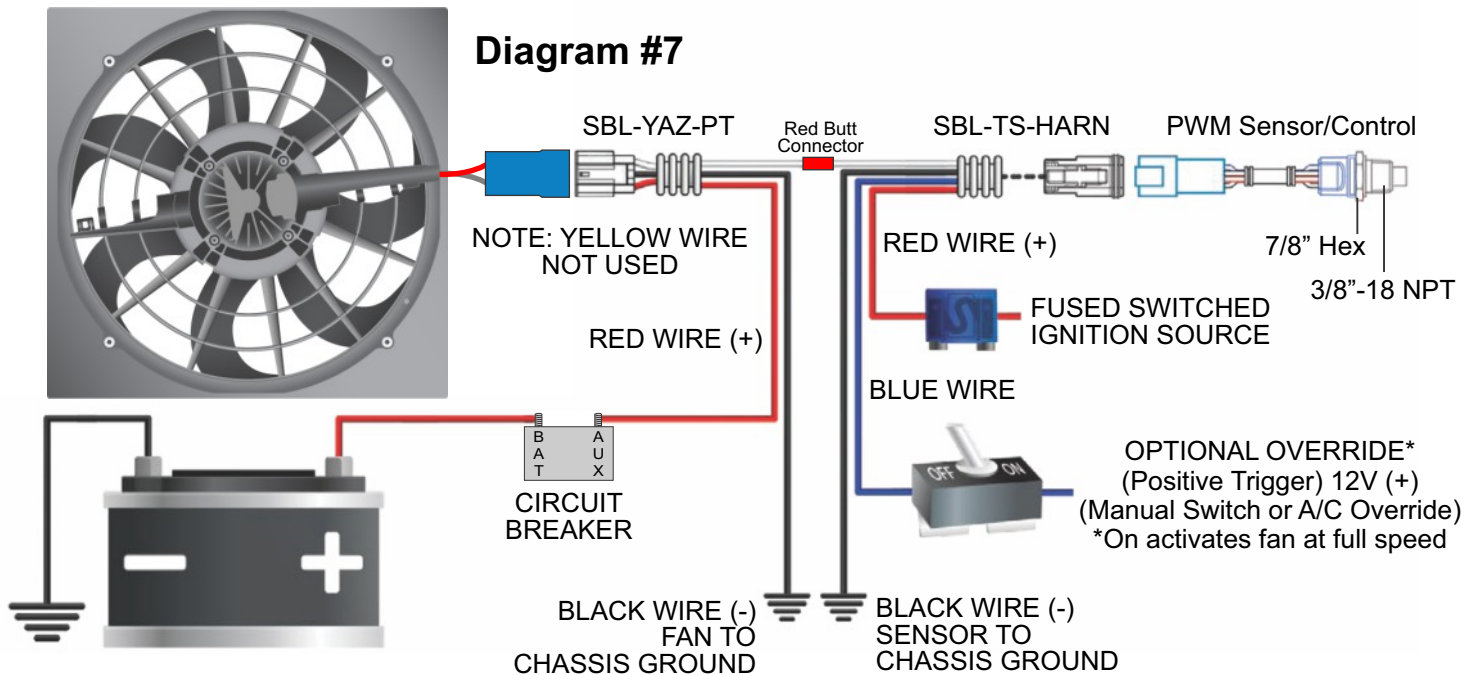 Diagram #7
SBL-YAZ-PT
Red Butt
Connector
SBL-TS-HARN
PWM Sensor/Control
NOTE: YELLOW WIRE
NOT USED
RED WIRE (+)
7/8” Hex
3/8”-18 NPT
FUSED SWITCHED
IGNITION SOURCE
RED WIRE (+)
BLUE WIRE
BAT
AUX
CIRCUIT
BREAKER
OFF
ON
OPTIONAL OVERRIDE*
(Positive Trigger) 12V (+)
(Manual Switch or A/C Override)
*On activates fan at full speed
BLACK WIRE (-)
FAN TO
CHASSIS GROUND
BLACK WIRE (-)
SENSOR TO
CHASSIS GROUND